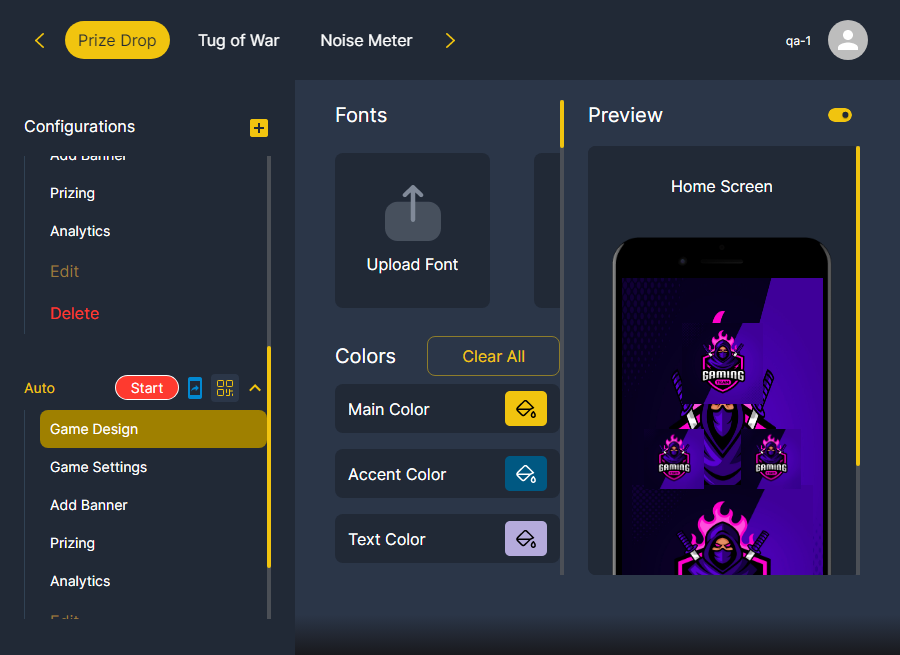 Prize Drop
Tug of War
Noise Meter
qa-1
Configurations
Add Banner
Prizing
Analytics
Edit
Delete
Auto
Start
Game Design
Game Settings
Add Banner
Prizing
Analytics
Edit
Fonts
Upload Font
Colors
Clear All
Main Color
Accent Color
Text Color
Preview
Home Screen
GAMING
GAMING
GAMING